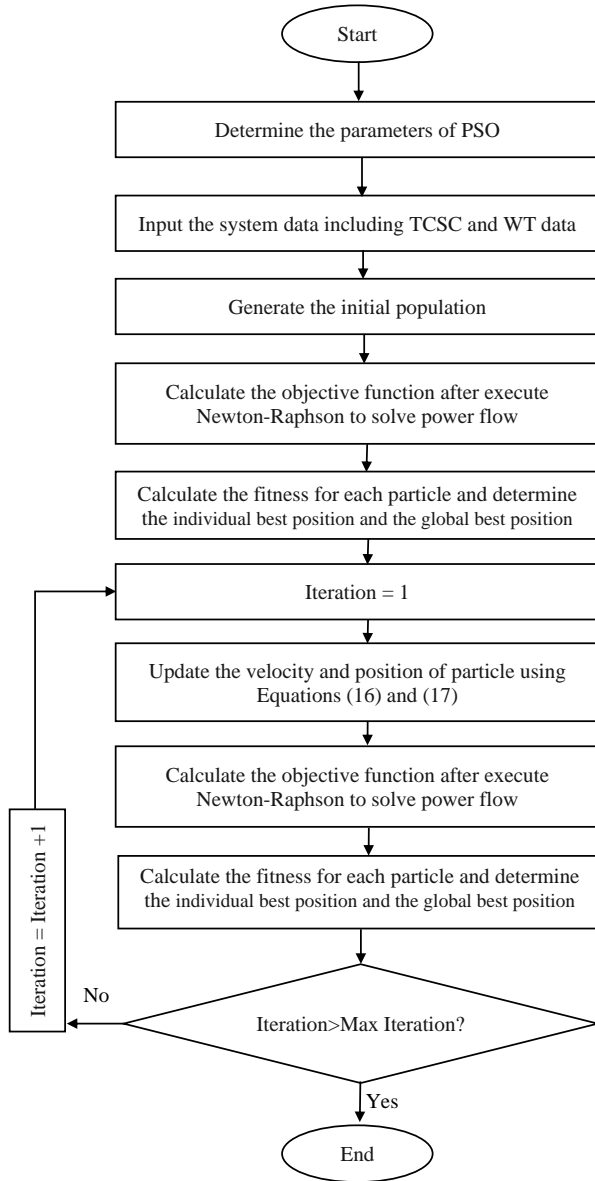 Start
Determine the parameters of PSO
Input the system data including TCSC and WT data
Generate the initial population
Calculate the objective function after execute
Newton-Raphson to solve power flow
Calculate the fitness for each particle and determine
the individual best position and the global best position
Iteration = 1
Update the velocity and position of particle using
Equations (16) and (17)
Calculate the objective function after execute
Newton-Raphson to solve power flow
Calculate the fitness for each particle and determine
the individual best position and the global best position
Iteration = Iteration +1
No
Iteration>Max Iteration?
Yes
End